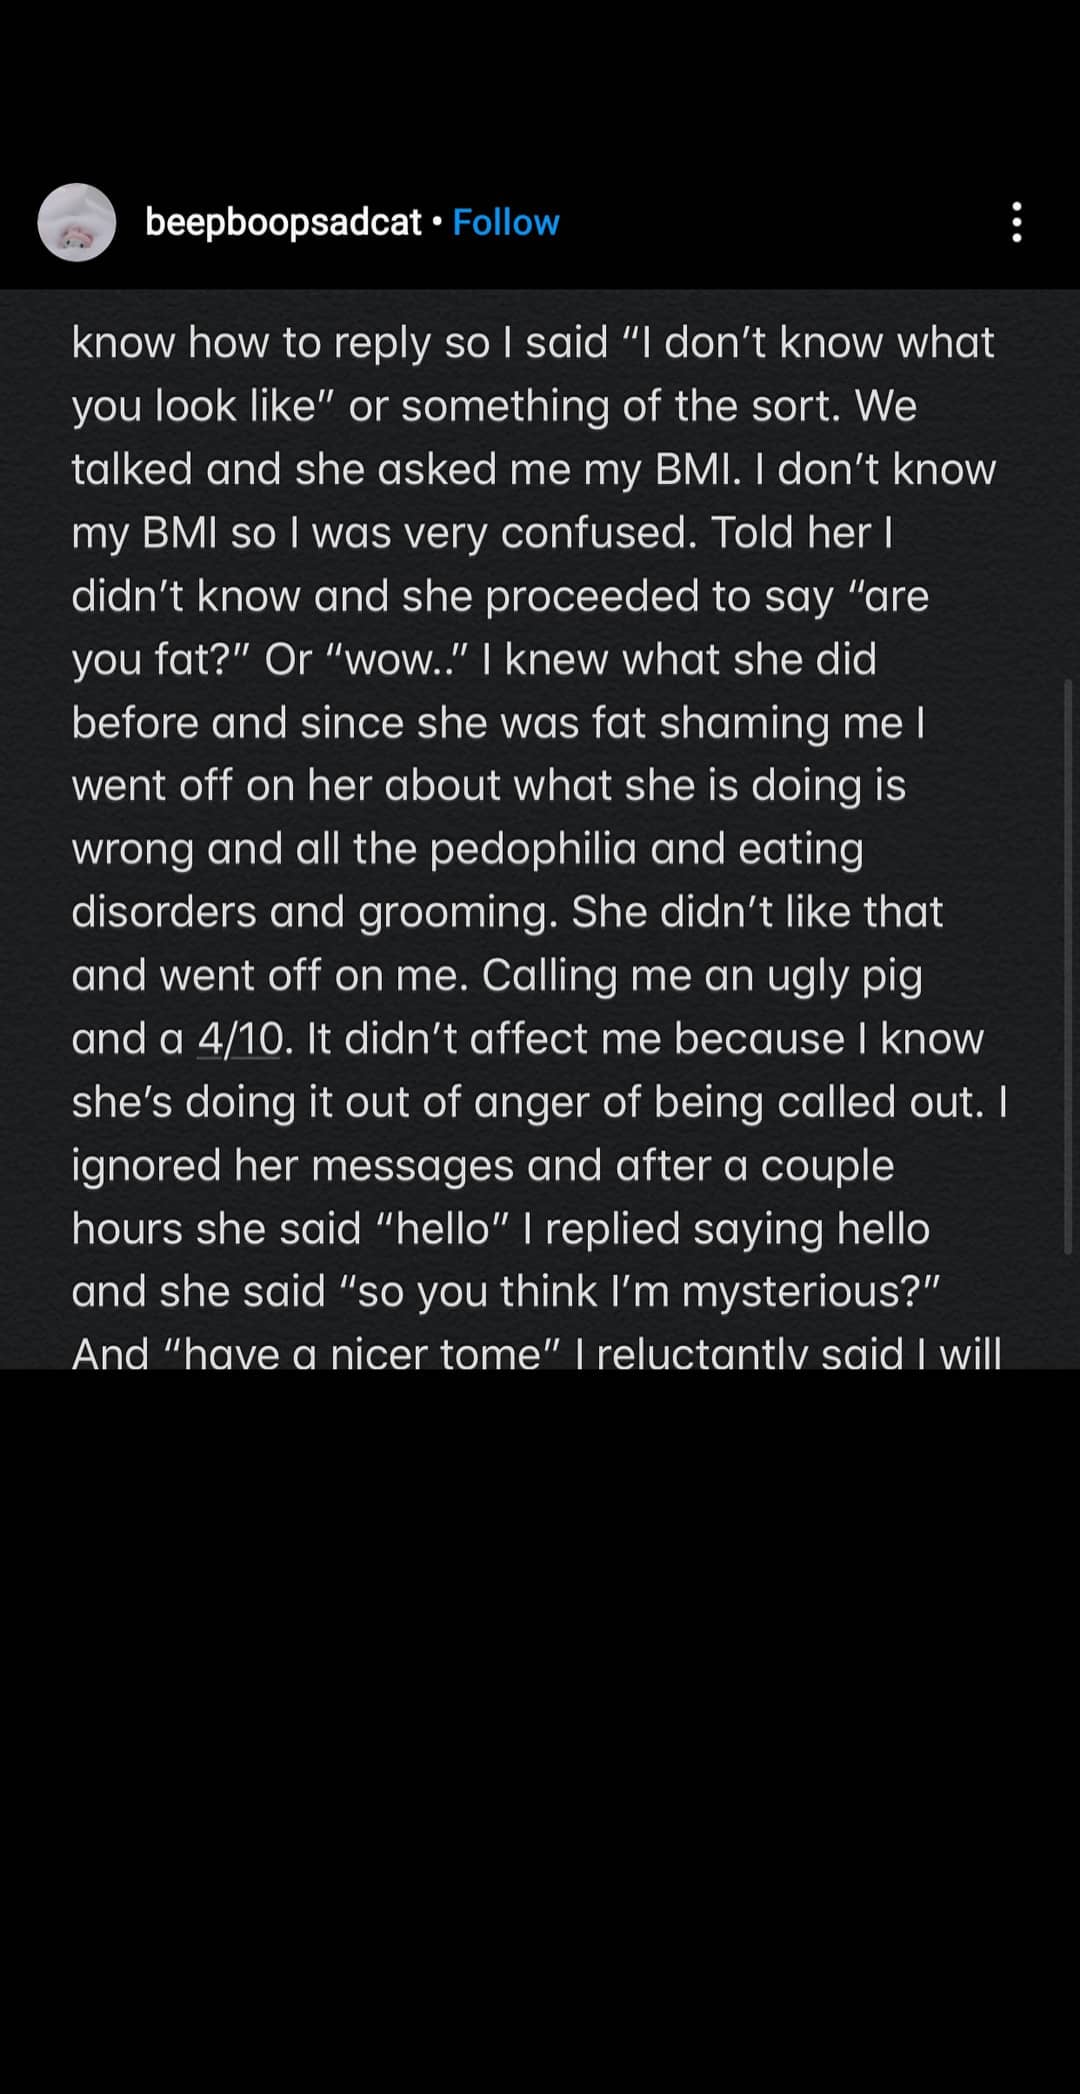 beepboopsadcat • Follow
know how to reply so I said “I don’t know what
you look like” or something of the sort. We
talked and she asked me my BMI. I don’t know
my BMI so I was very confused. Told her I
didn’t know and she proceeded to say “are
you fat?” Or “wow..” I knew what she did
before and since she was fat shaming me I
went off on her about what she is doing is
wrong and all the pedophilia and eating
disorders and grooming. She didn’t like that
and went off on me. Calling me an ugly pig
and a 4/10. It didn’t affect me because I know
she’s doing it out of anger of being called out. I
ignored her messages and after a couple
hours she said “hello” I replied saying hello
and she said “so you think I’m mysterious?”
And “have a nicer tome” I reluctantly said I will